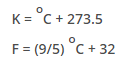 K = °C + 273.5
F = (9/5) °C + 32